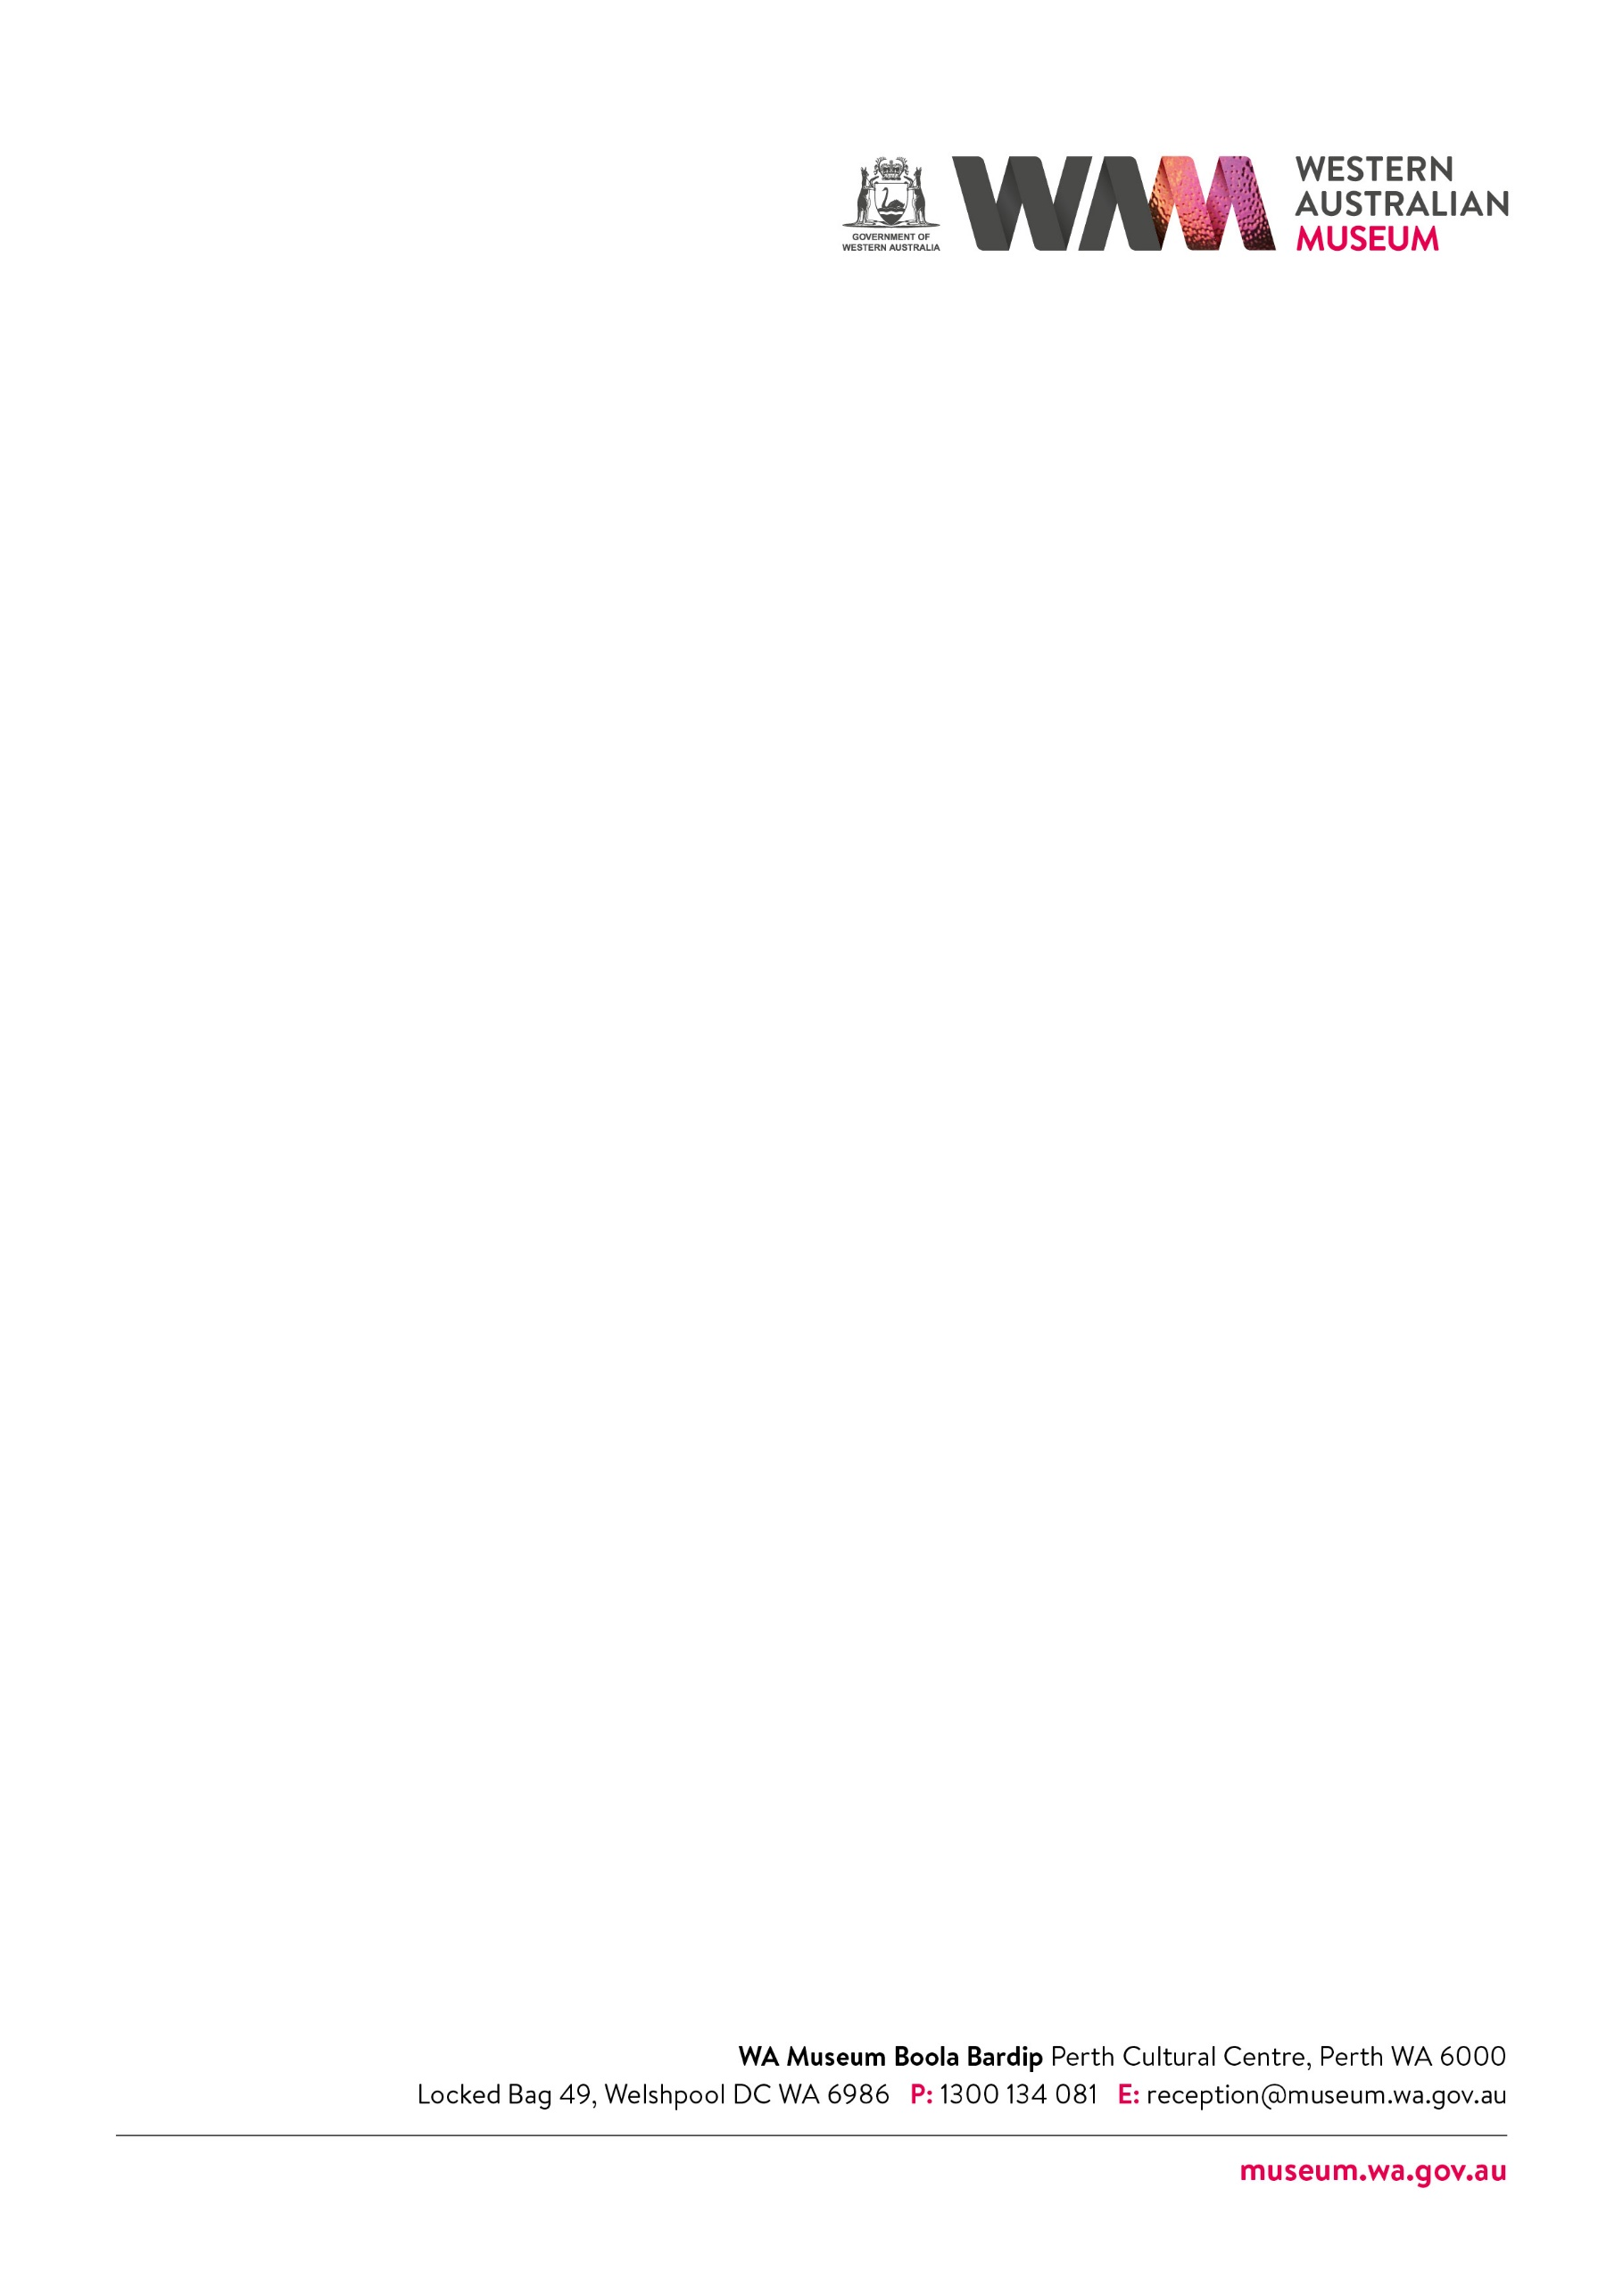 GOVERNMENT OF
WESTERN AUSTRALIA
WAM
WESTERN
AUSTRALIAN
MUSEUM
WA Museum Boola Bardip Perth Cultural Centre, Perth WA 6000
Locked Bag 49, Welshpool DC WA 6986 P: 1300 134 081 E: reception@museum.wa.gov.au
museum.wa.gov.au